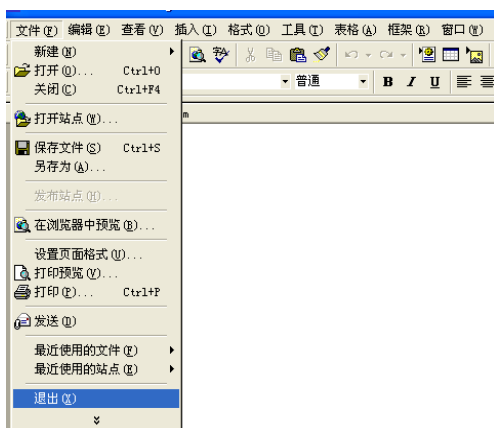 文件(F) 编辑(E) 查看(V) 插入(I) 格式(O) 工具(T) 表格(A) 框架(R) 窗口(W)
新建(N)
打开(O)... Ctrl+O
关闭(C) Ctrl+F4
普通 B I U
打开站点(W)...
m
保存文件(S) Ctrl+S
另存为(A)...
发布站点(H)...
在浏览器中预览(B)...
设置页面格式(U)...
打印预览(V)...
打印(P)... Ctrl+P
发送(D)
最近使用的文件(F)
最近使用的站点(E)
退出(X)